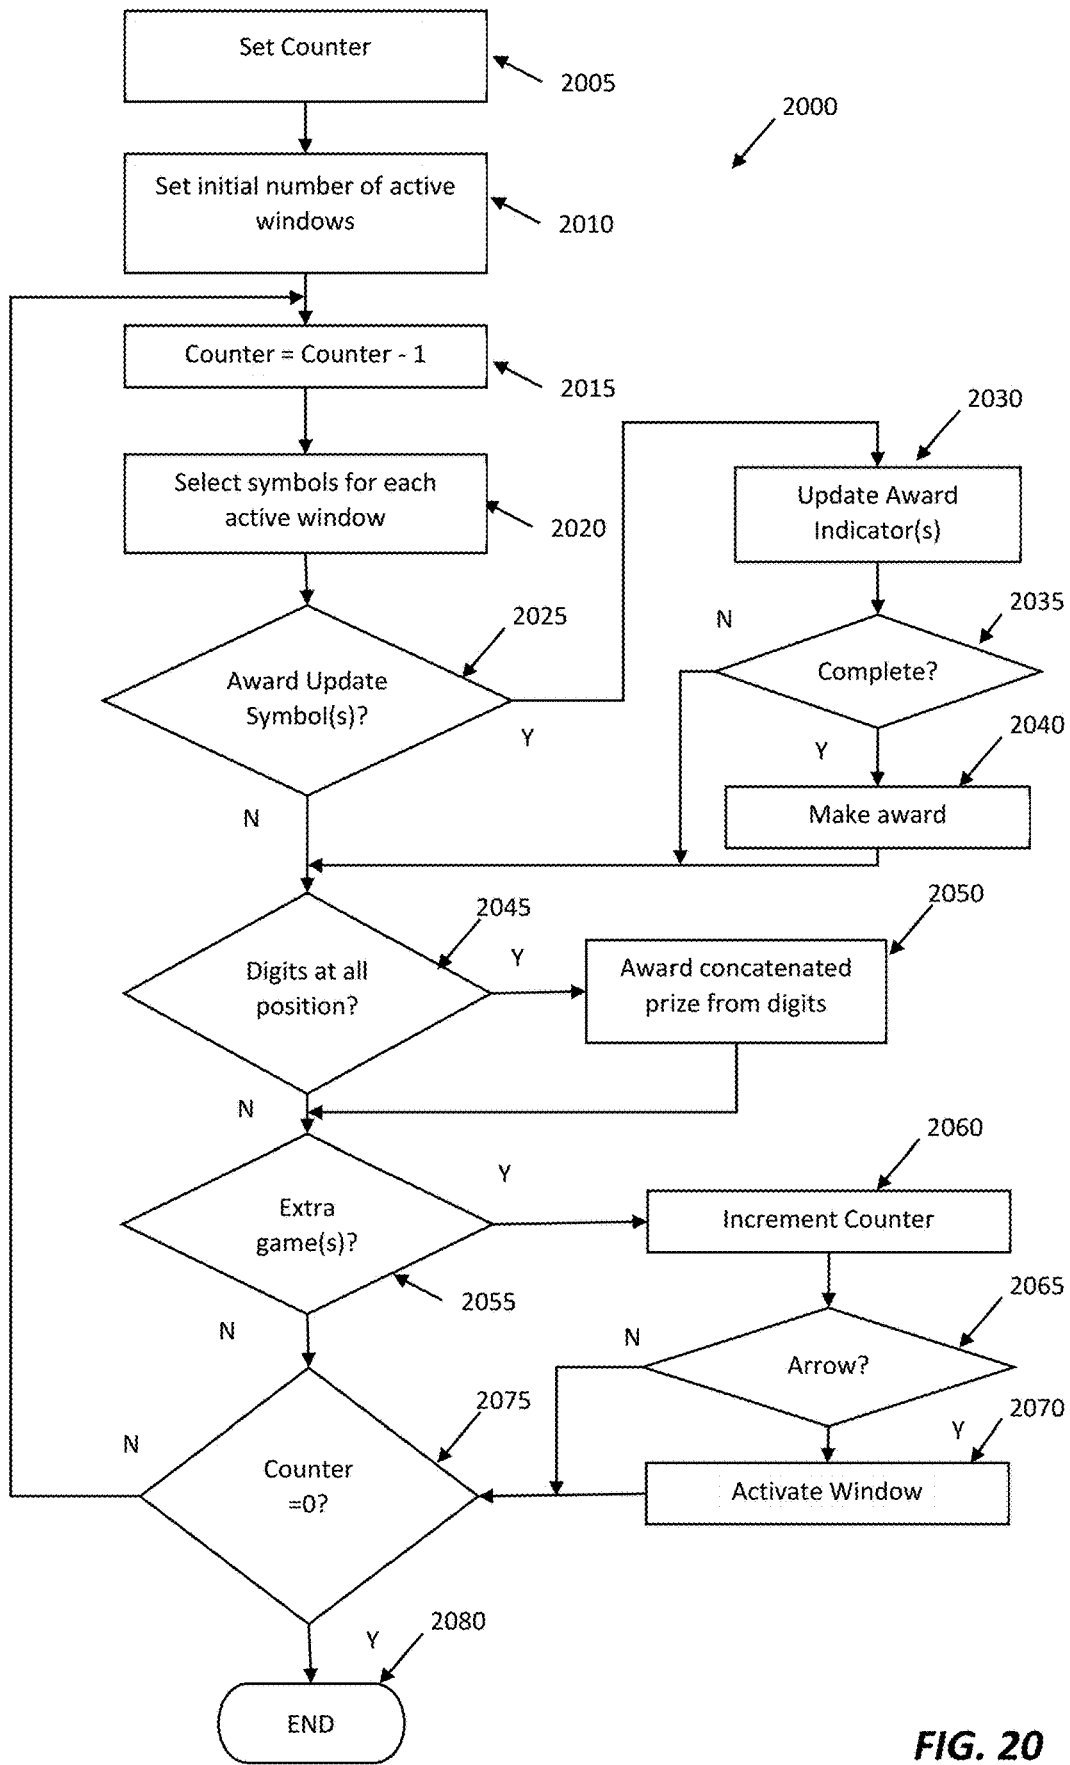 Set Counter
2005
2000
Set initial number of active
windows
2010
Counter = Counter - 1
2015
2030
Select symbols for each
active window
2020
Update Award
Indicator(s)
2025
N
2035
Award Update
Symbol(s)?
Y
Complete?
2040
Y
N
Make award
2045
2050
Y
Digits at all
position?
Award concatenated
prize from digits
N
2060
Y
Extra
game(s)?
Increment Counter
2055
2065
N
N
Arrow?
2075
2070
Y
N
Counter
=0?
Activate Window
2080
Y
END
FIG. 20